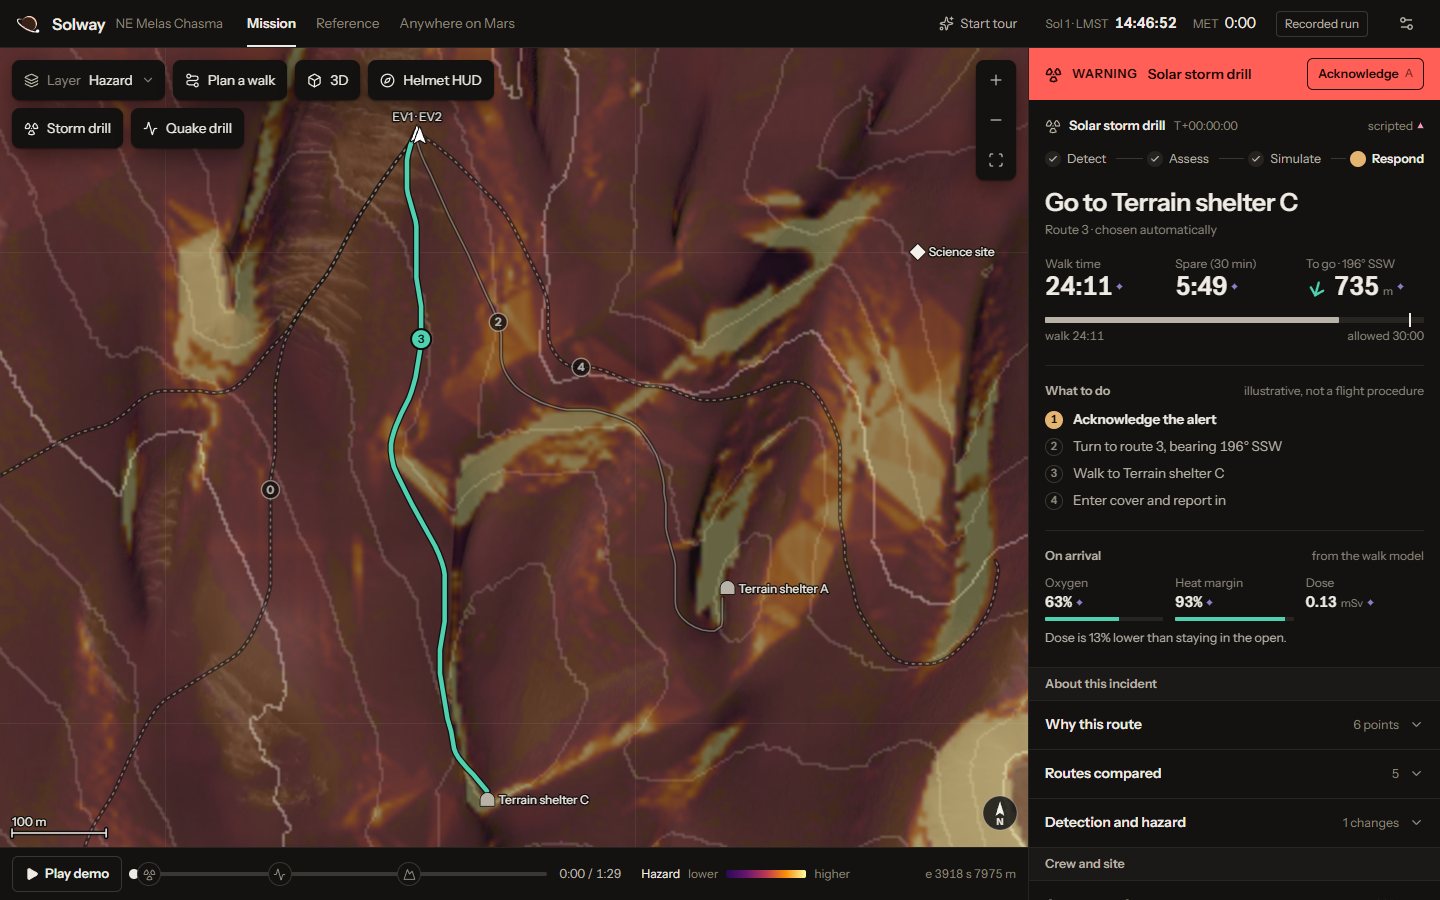 Solway NE Melas Chasma Mission Reference Anywhere on Mars Start tour Sol 1 · LMST 14:46:52 MET 0:00 Recorded run
Layer Hazard Plan a walk 3D Helmet HUD
Storm drill Quake drill
EV1 · EV2
Science site
2
3
4
0
Terrain shelter A
Terrain shelter C
100 m
N
Play demo 0:00 / 1:29 Hazard lower higher e 3918 s 7975 m
WARNING Solar storm drill Acknowledge A
Solar storm drill T+00:00:00 scripted
Detect Assess Simulate Respond
Go to Terrain shelter C
Route 3 · chosen automatically
Walk time Spare (30 min) To go · 196° SSW
24:11 5:49 735 m
walk 24:11 allowed 30:00
What to do illustrative, not a flight procedure
1 Acknowledge the alert
2 Turn to route 3, bearing 196° SSW
3 Walk to Terrain shelter C
4 Enter cover and report in
On arrival from the walk model
Oxygen Heat margin Dose
63% 93% 0.13 mSv
Dose is 13% lower than staying in the open.
About this incident
Why this route 6 points
Routes compared 5
Detection and hazard 1 changes
Crew and site